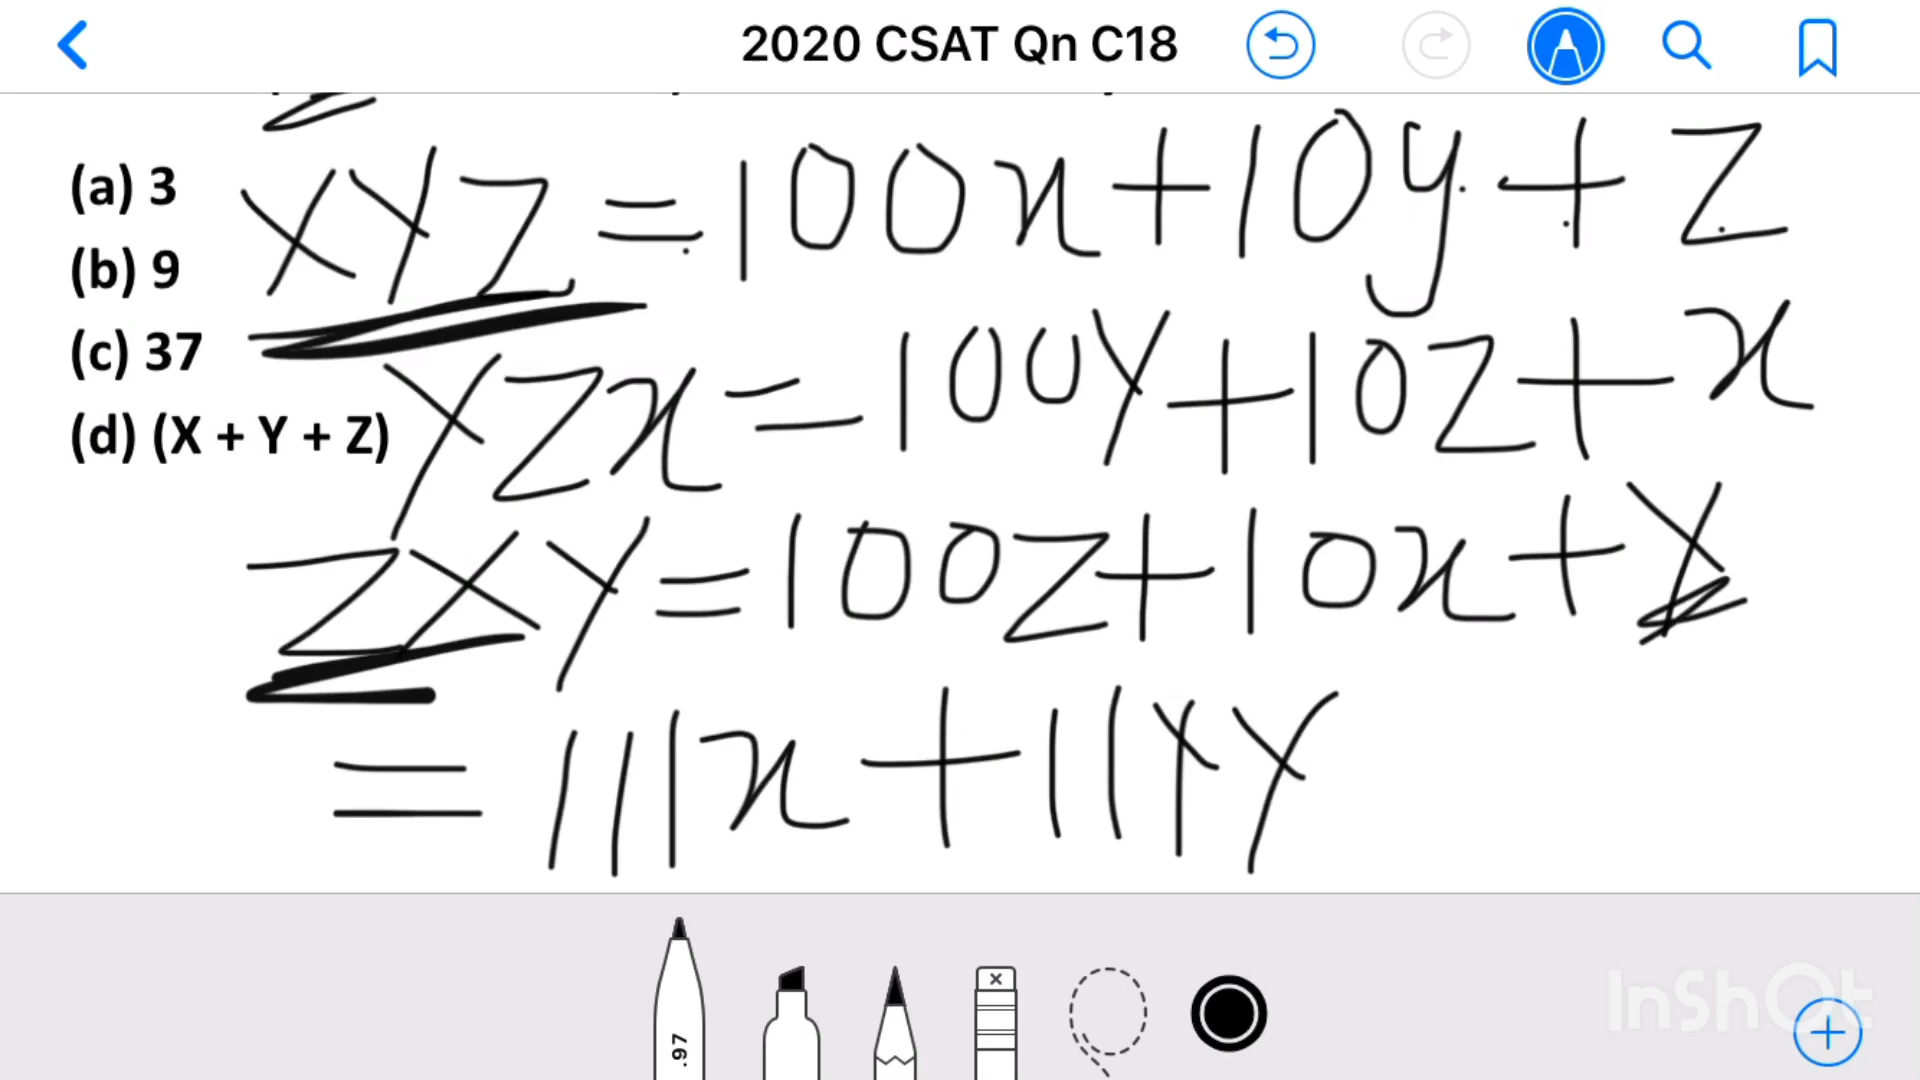 2020 CSAT Qn C18
(a) 3
XYZ = 100x + 10y + Z
(b) 9
(c) 37
YZx = 100Y + 10Z + x
(d) (X + Y + Z)
ZXY = 100Z + 10x + Y
= 111x + 11YY
.97
InShOt